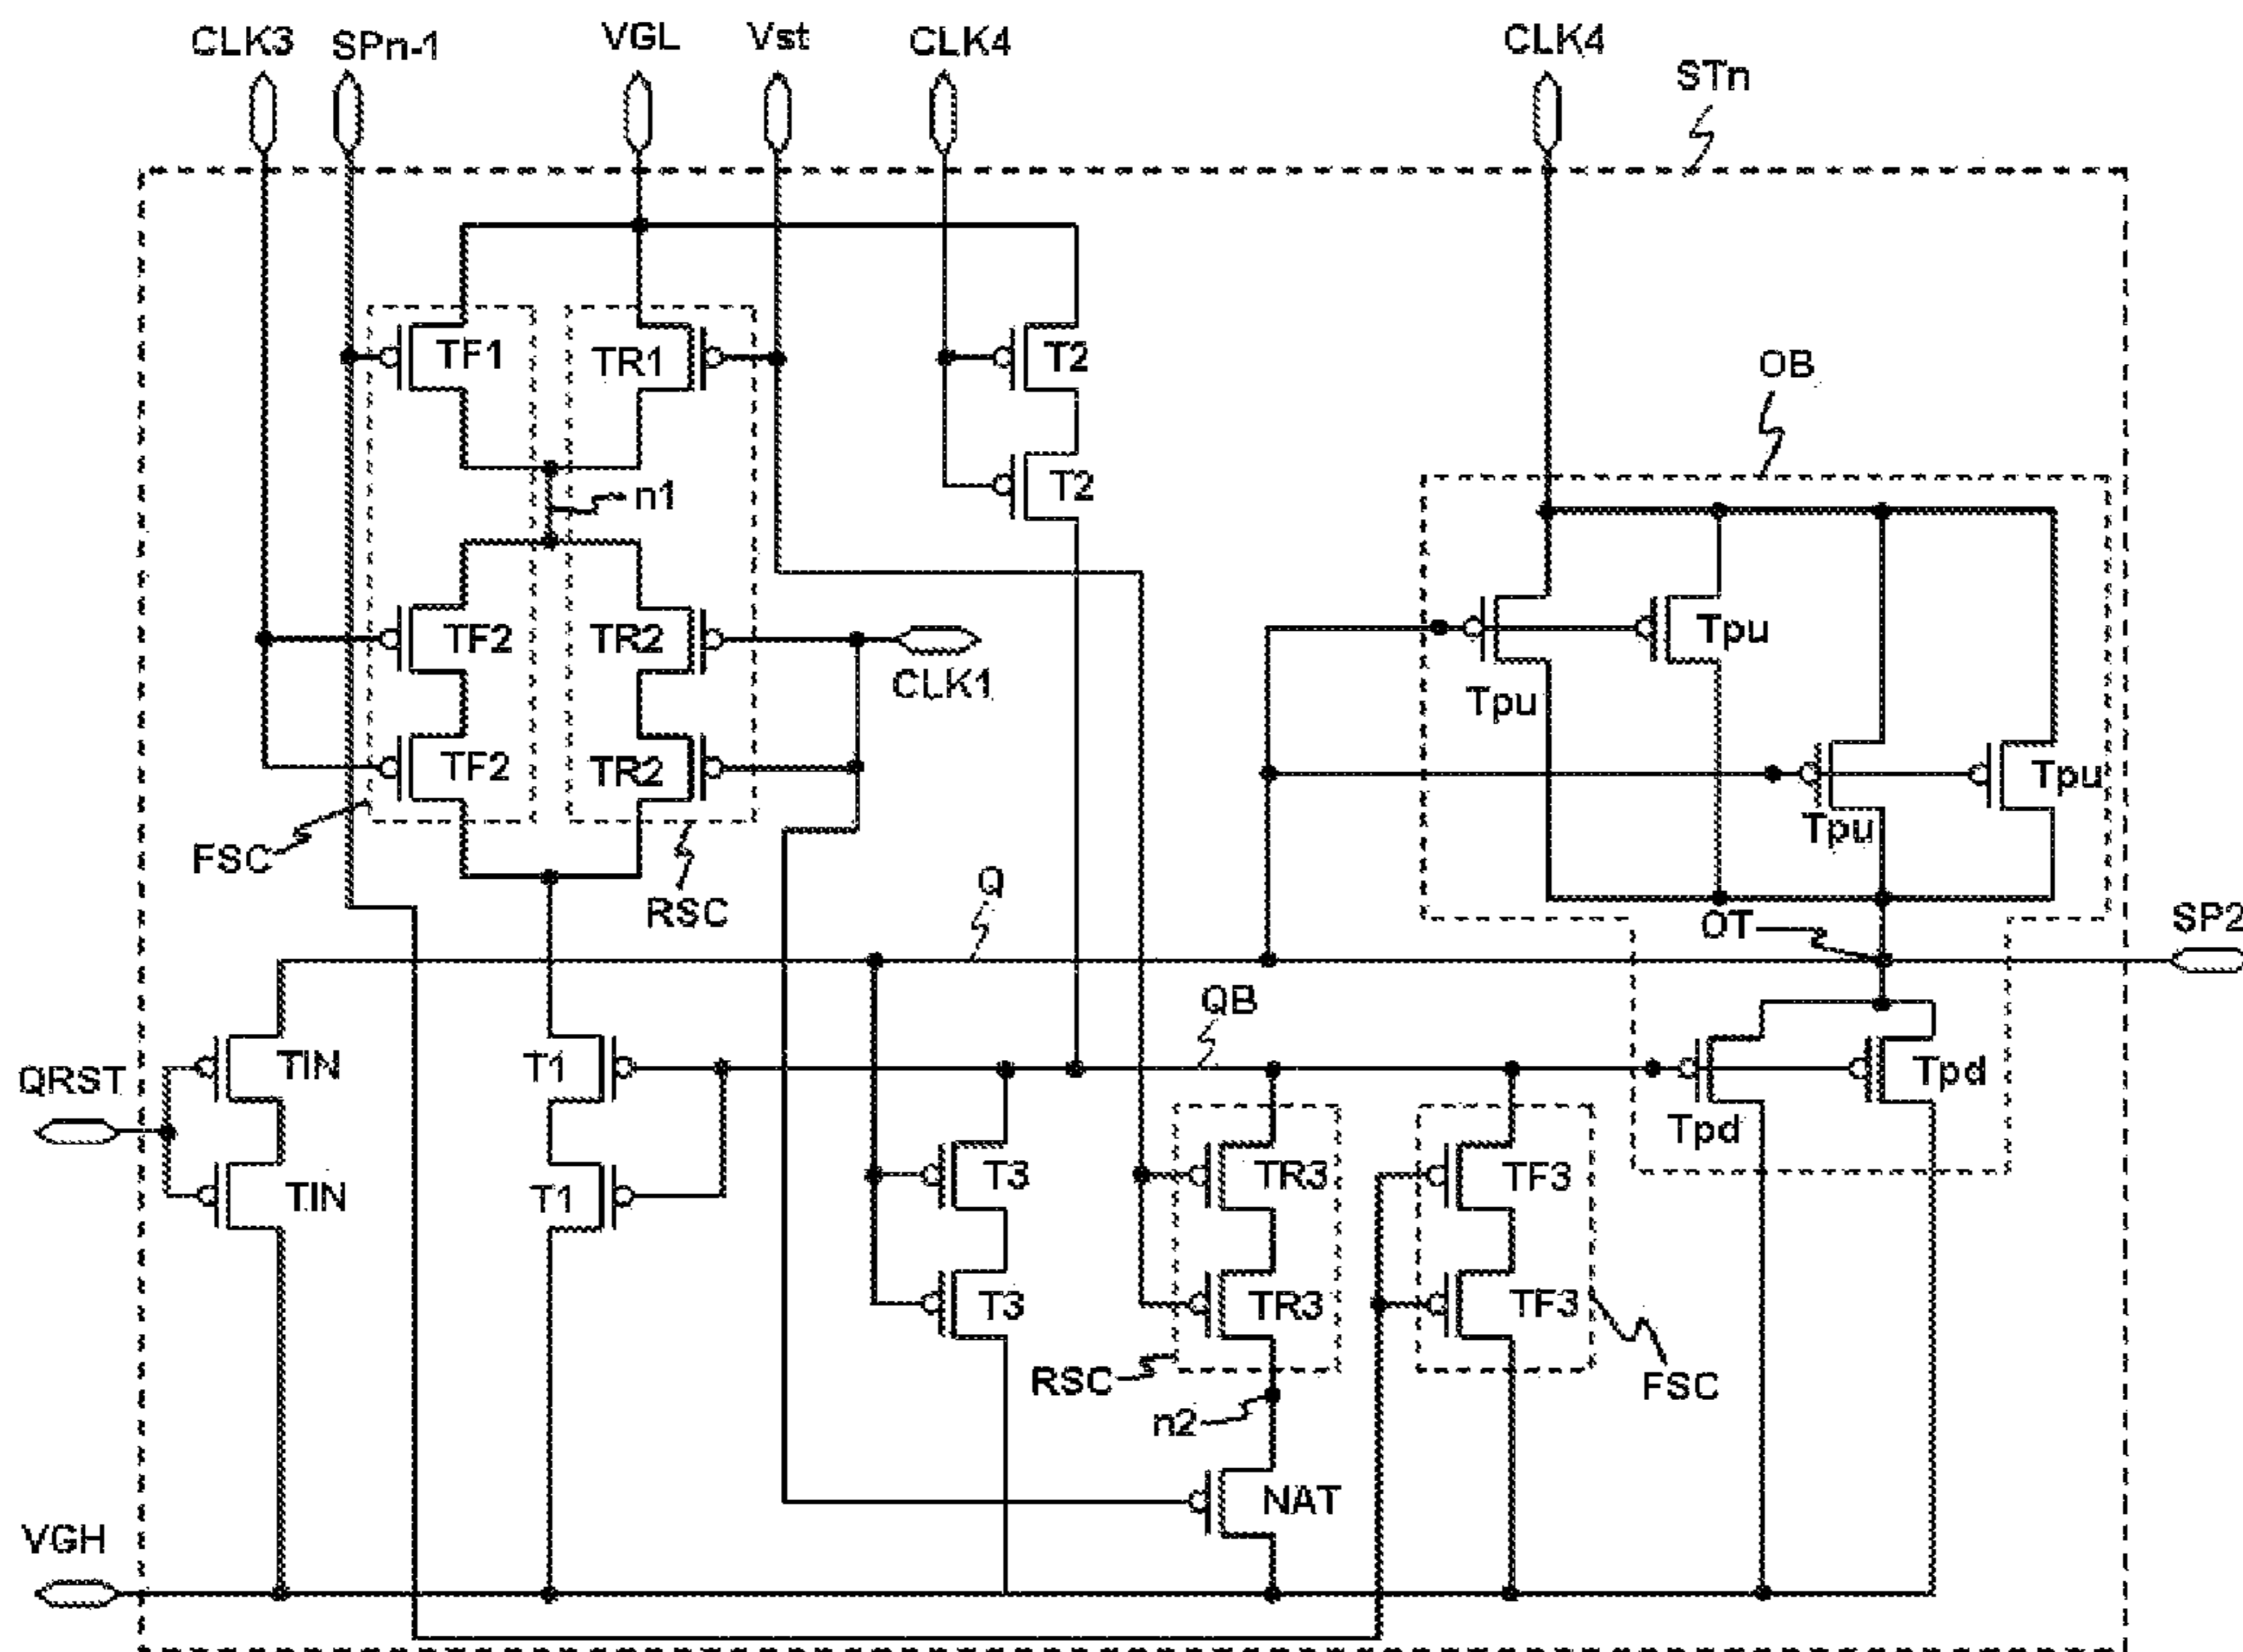 CLK3 SPn-1 VGL Vst CLK4 CLK4
STn
TF1 TR1 T2
OB
n1 T2
TF2 TR2 Tpu
CLK1
Tpu
TF2 TR2 Tpu
Tpu
FSC
RSC Q
OT SP2
QB
QRST TIN T1 Tpd
Tpd
TIN T1 T3 TR3 TF3
T3 TR3 TF3
RSC FSC
n2
NAT
VGH